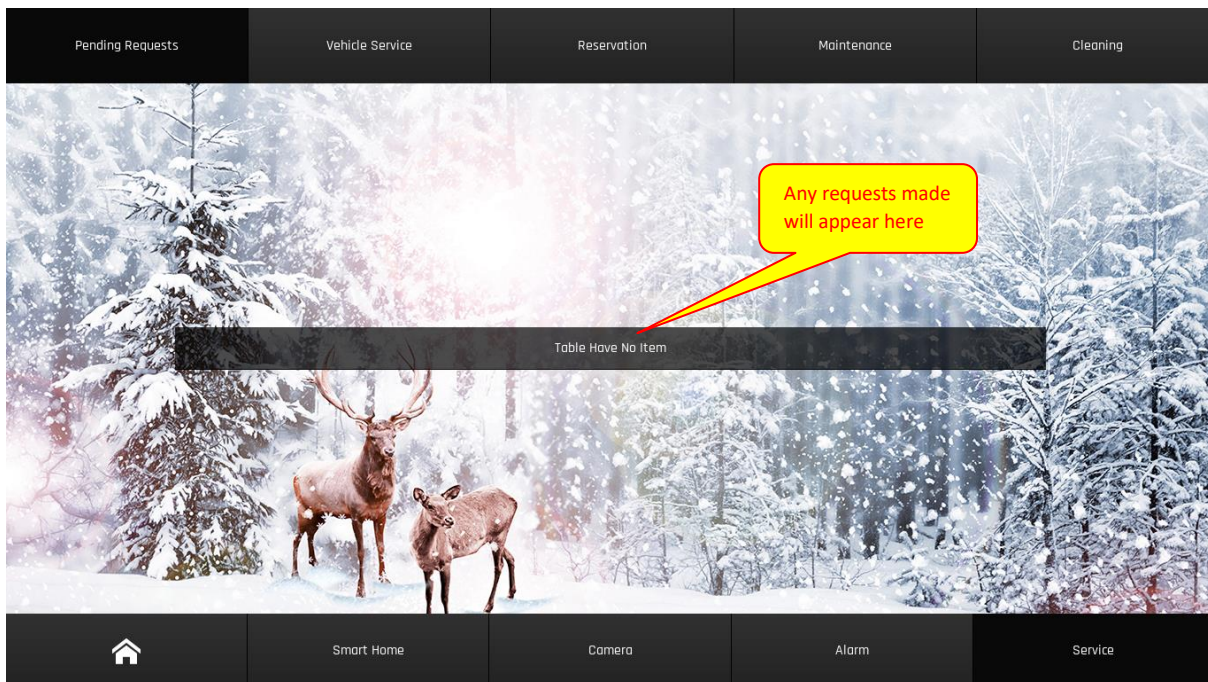 Pending Requests
Vehicle Service
Reservation
Maintenance
Cleaning
Any requests made
will appear here
Table Have No Item
Smart Home
Camera
Alarm
Service